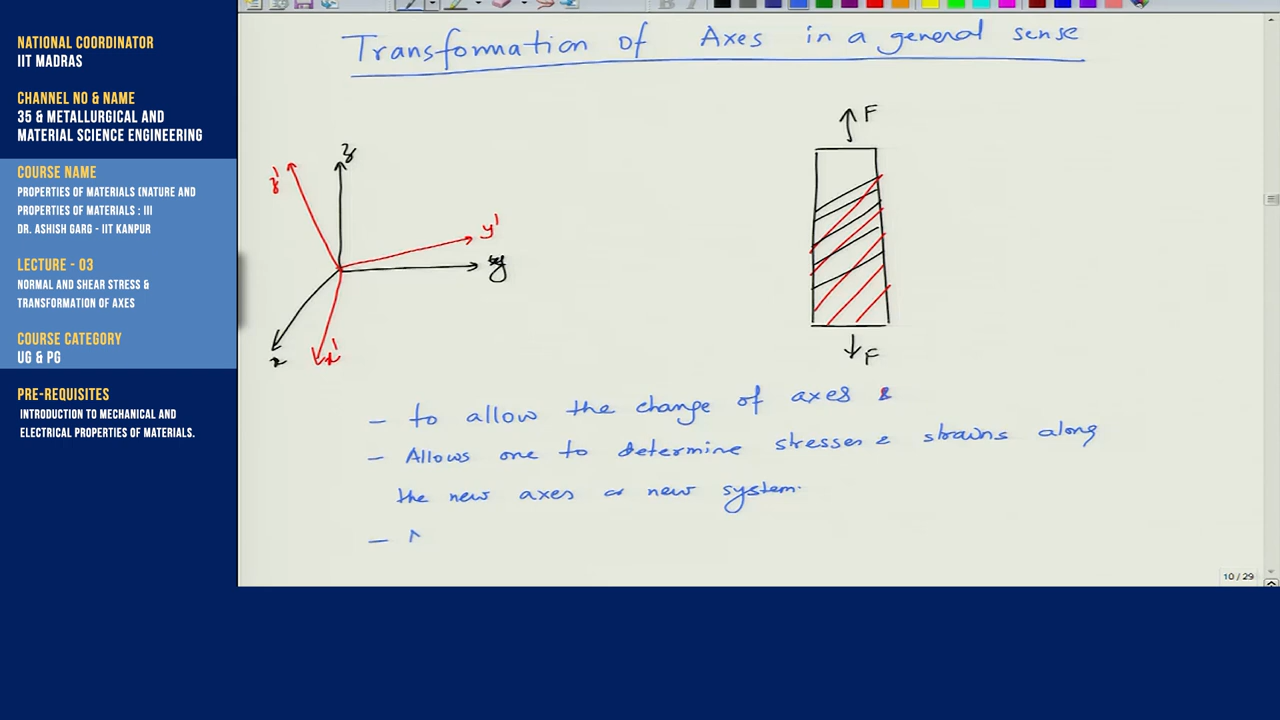 NATIONAL COORDINATOR
IIT MADRAS
CHANNEL NO & NAME
35 & METALLURGICAL AND
MATERIAL SCIENCE ENGINEERING
COURSE NAME
PROPERTIES OF MATERIALS (NATURE AND
PROPERTIES OF MATERIALS : III
DR. ASHISH GARG - IIT KANPUR
LECTURE - 03
NORMAL AND SHEAR STRESS &
TRANSFORMATION OF AXES
COURSE CATEGORY
UG & PG
PRE-REQUISITES
INTRODUCTION TO MECHANICAL AND
ELECTRICAL PROPERTIES OF MATERIALS.
Transformation of Axes in a general sense
z'
z
y'
y
x
x'
F
F
- to allow the change of axes &
- Allows one to determine stresses & strains along
the new axes or new system.
-
10 / 29